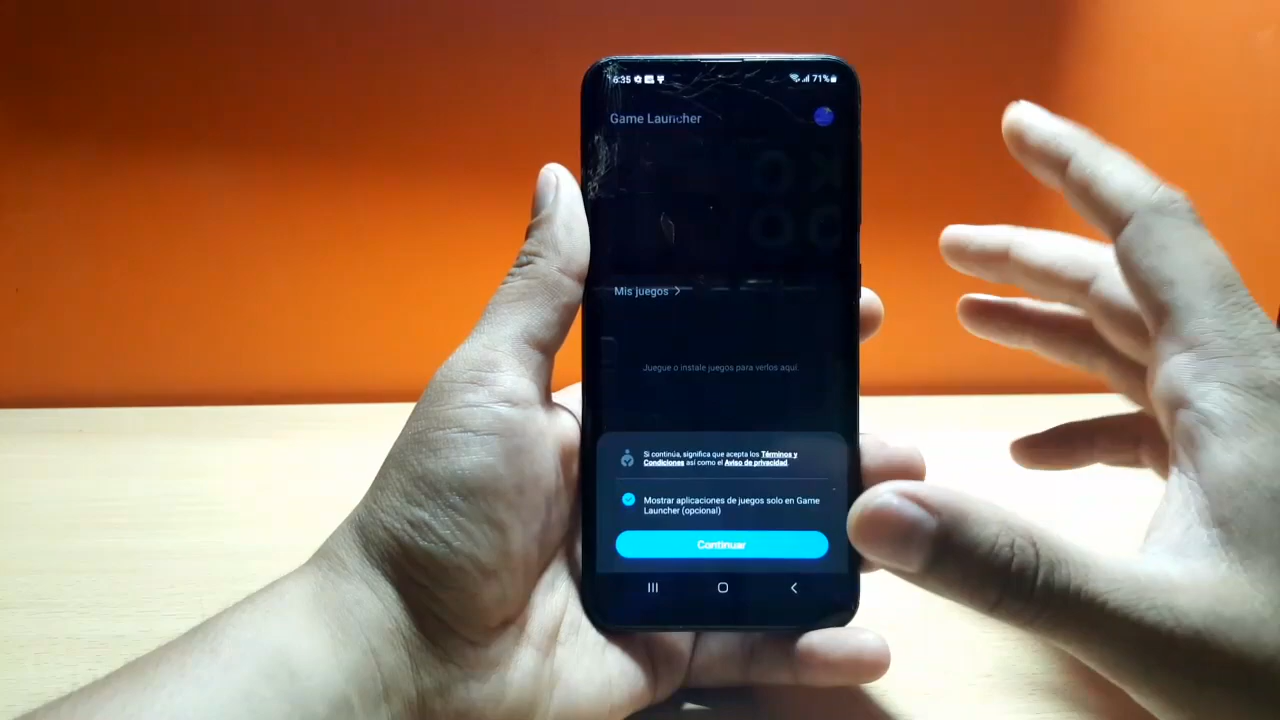 6:35 71%
Game Launcher
Mis juegos >
Juegue o instale juegos para verlos aquí.
Si continúa, significa que acepta los Términos y
Condiciones así como el Aviso de privacidad.
Mostrar aplicaciones de juegos solo en Game
Launcher (opcional)
Continuar